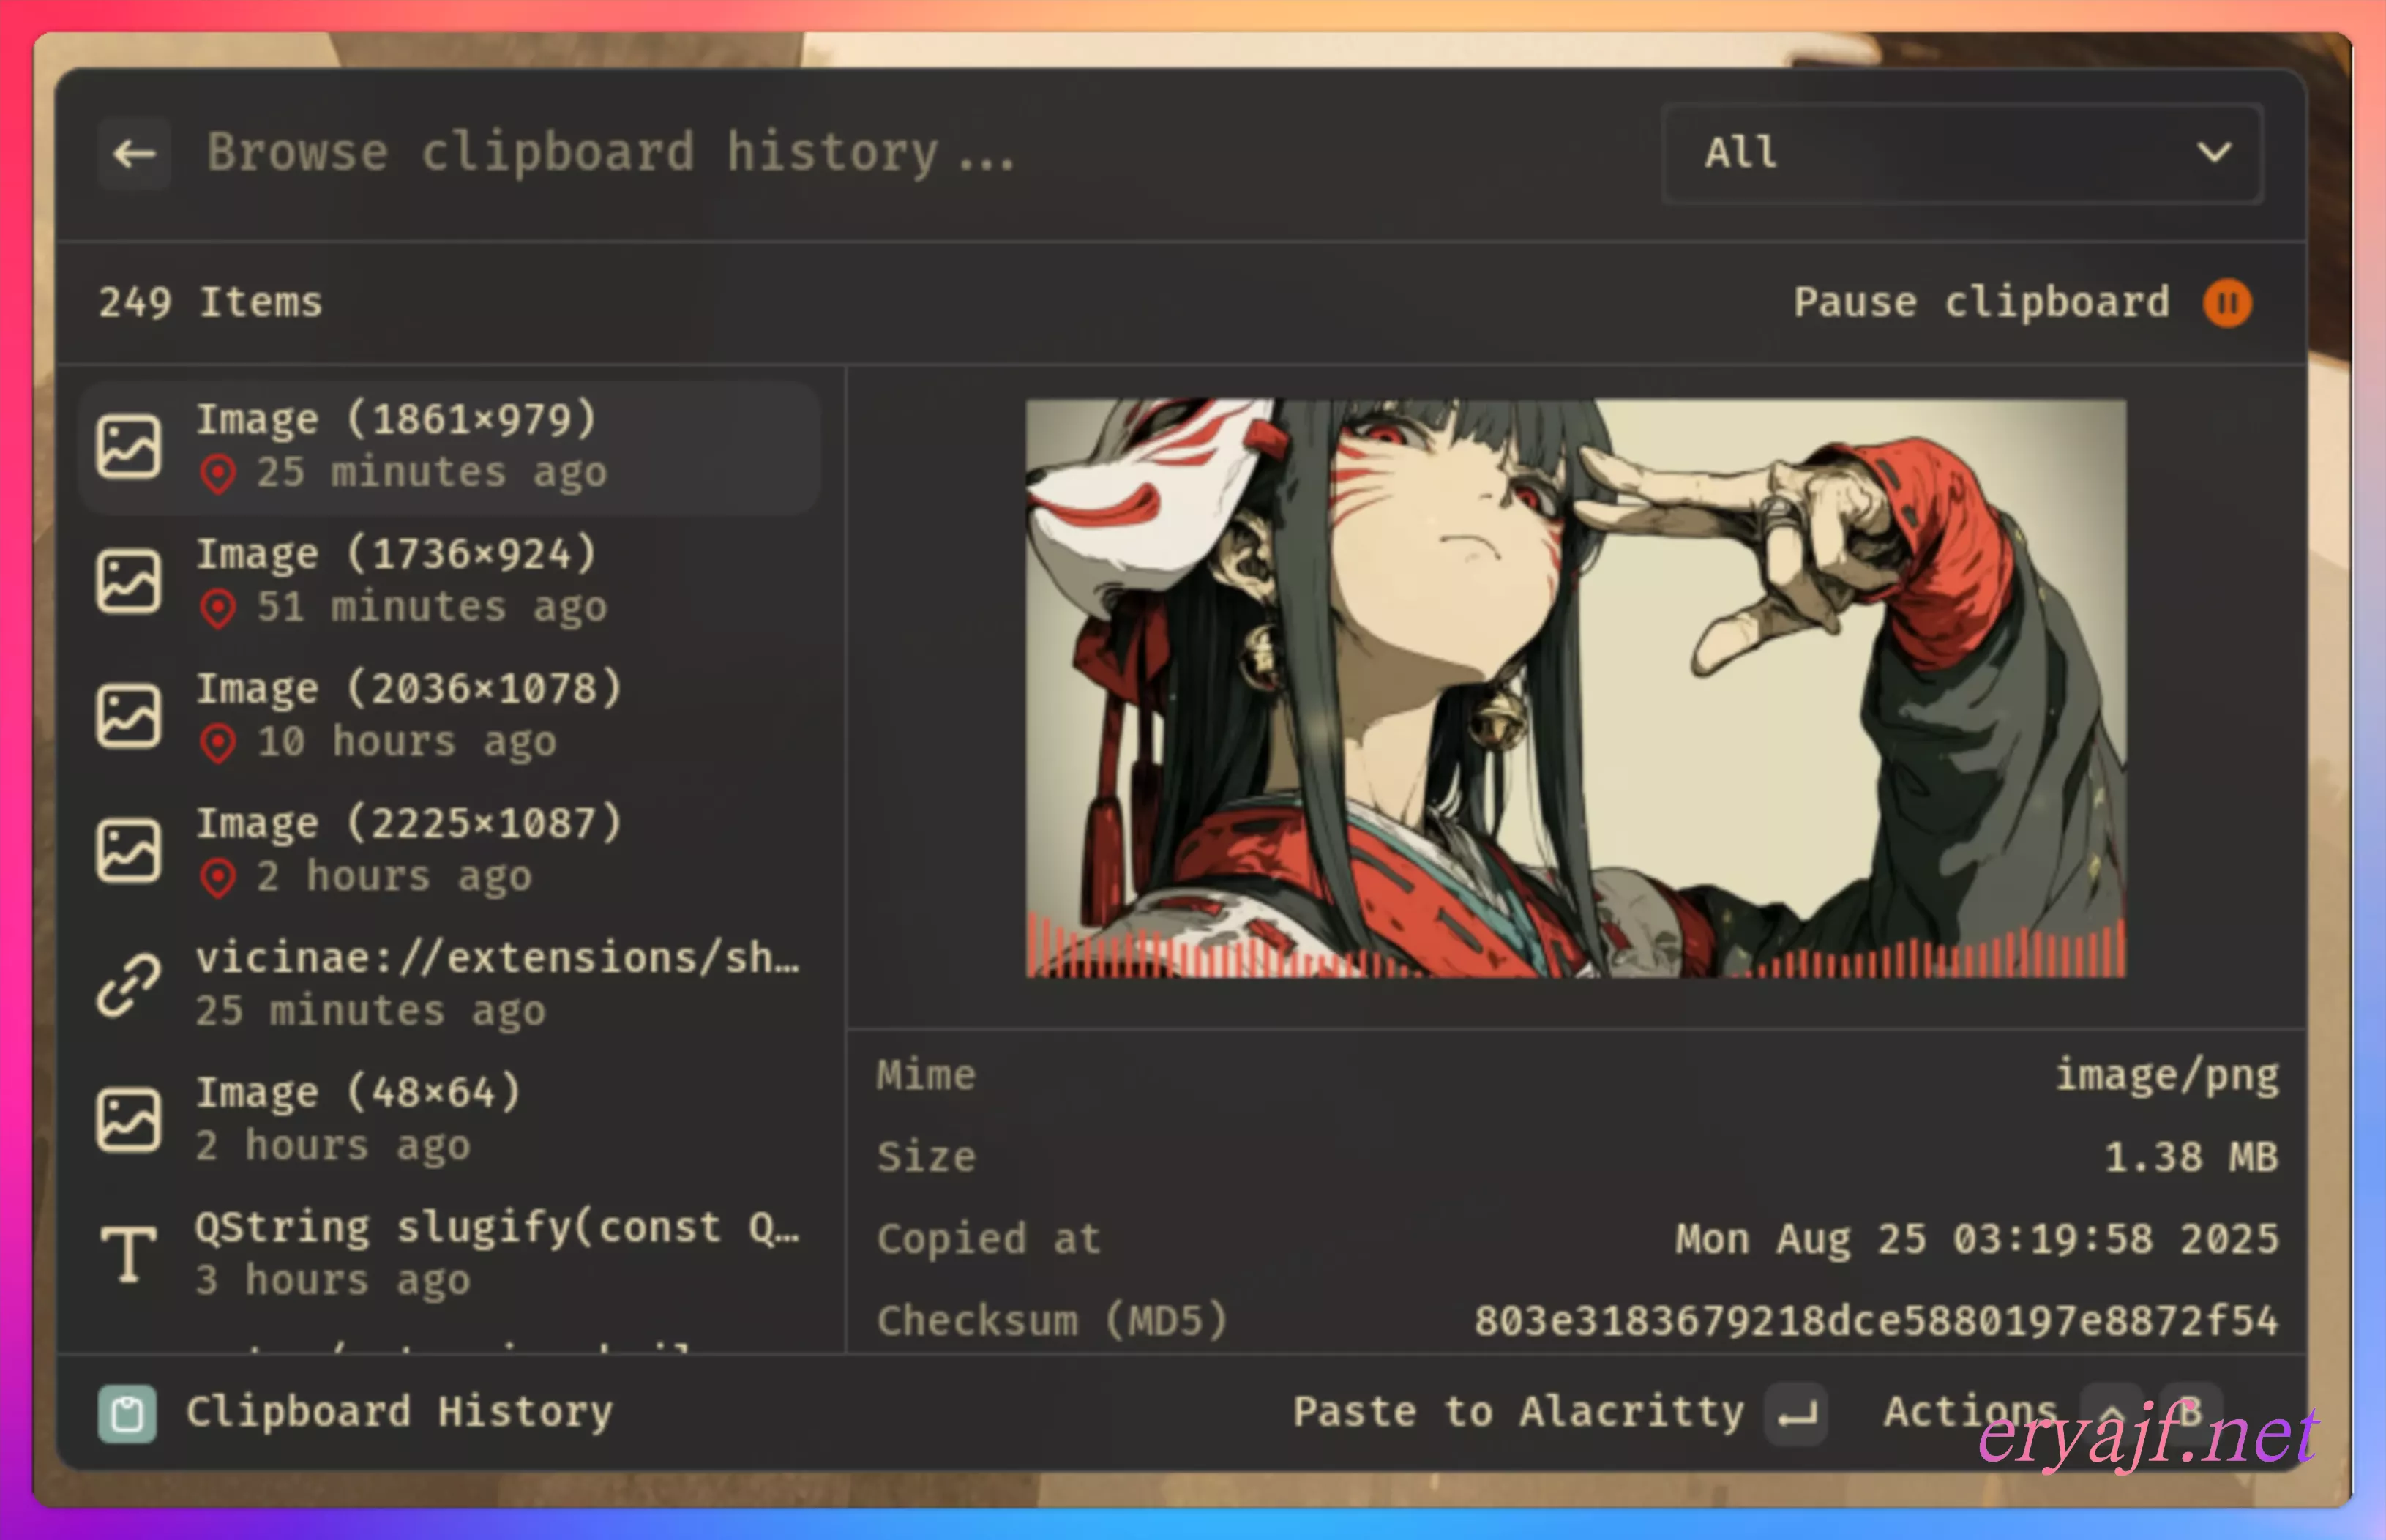 Browse clipboard history...
All
249 Items
Pause clipboard
Image (1861×979)
25 minutes ago
Image (1736×924)
51 minutes ago
Image (2036×1078)
10 hours ago
Image (2225×1087)
2 hours ago
vicinae://extensions/sh…
25 minutes ago
Image (48×64)
2 hours ago
QString slugify(const Q…
3 hours ago
Mime image/png
Size 1.38 MB
Copied at Mon Aug 25 03:19:58 2025
Checksum (MD5) 803e3183679218dce5880197e8872f54
Clipboard History
Paste to Alacritty
Actions ^ B
eryajf.net